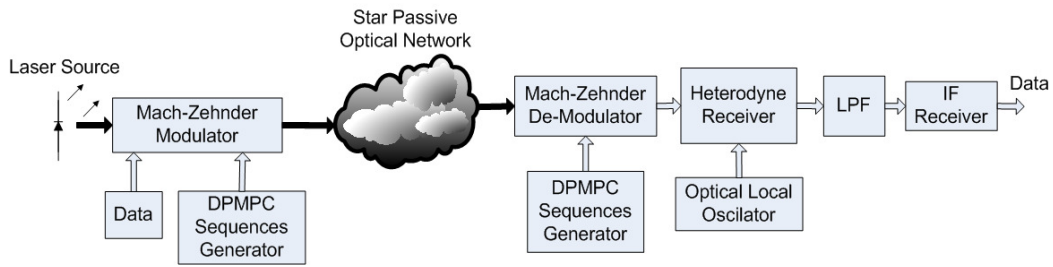 Star Passive
Optical Network
Laser Source
Mach-Zehnder
Modulator
Data
DPMPC
Sequences
Generator
Mach-Zehnder
De-Modulator
DPMPC
Sequences
Generator
Heterodyne
Receiver
Optical Local
Oscilator
LPF
IF
Receiver
Data